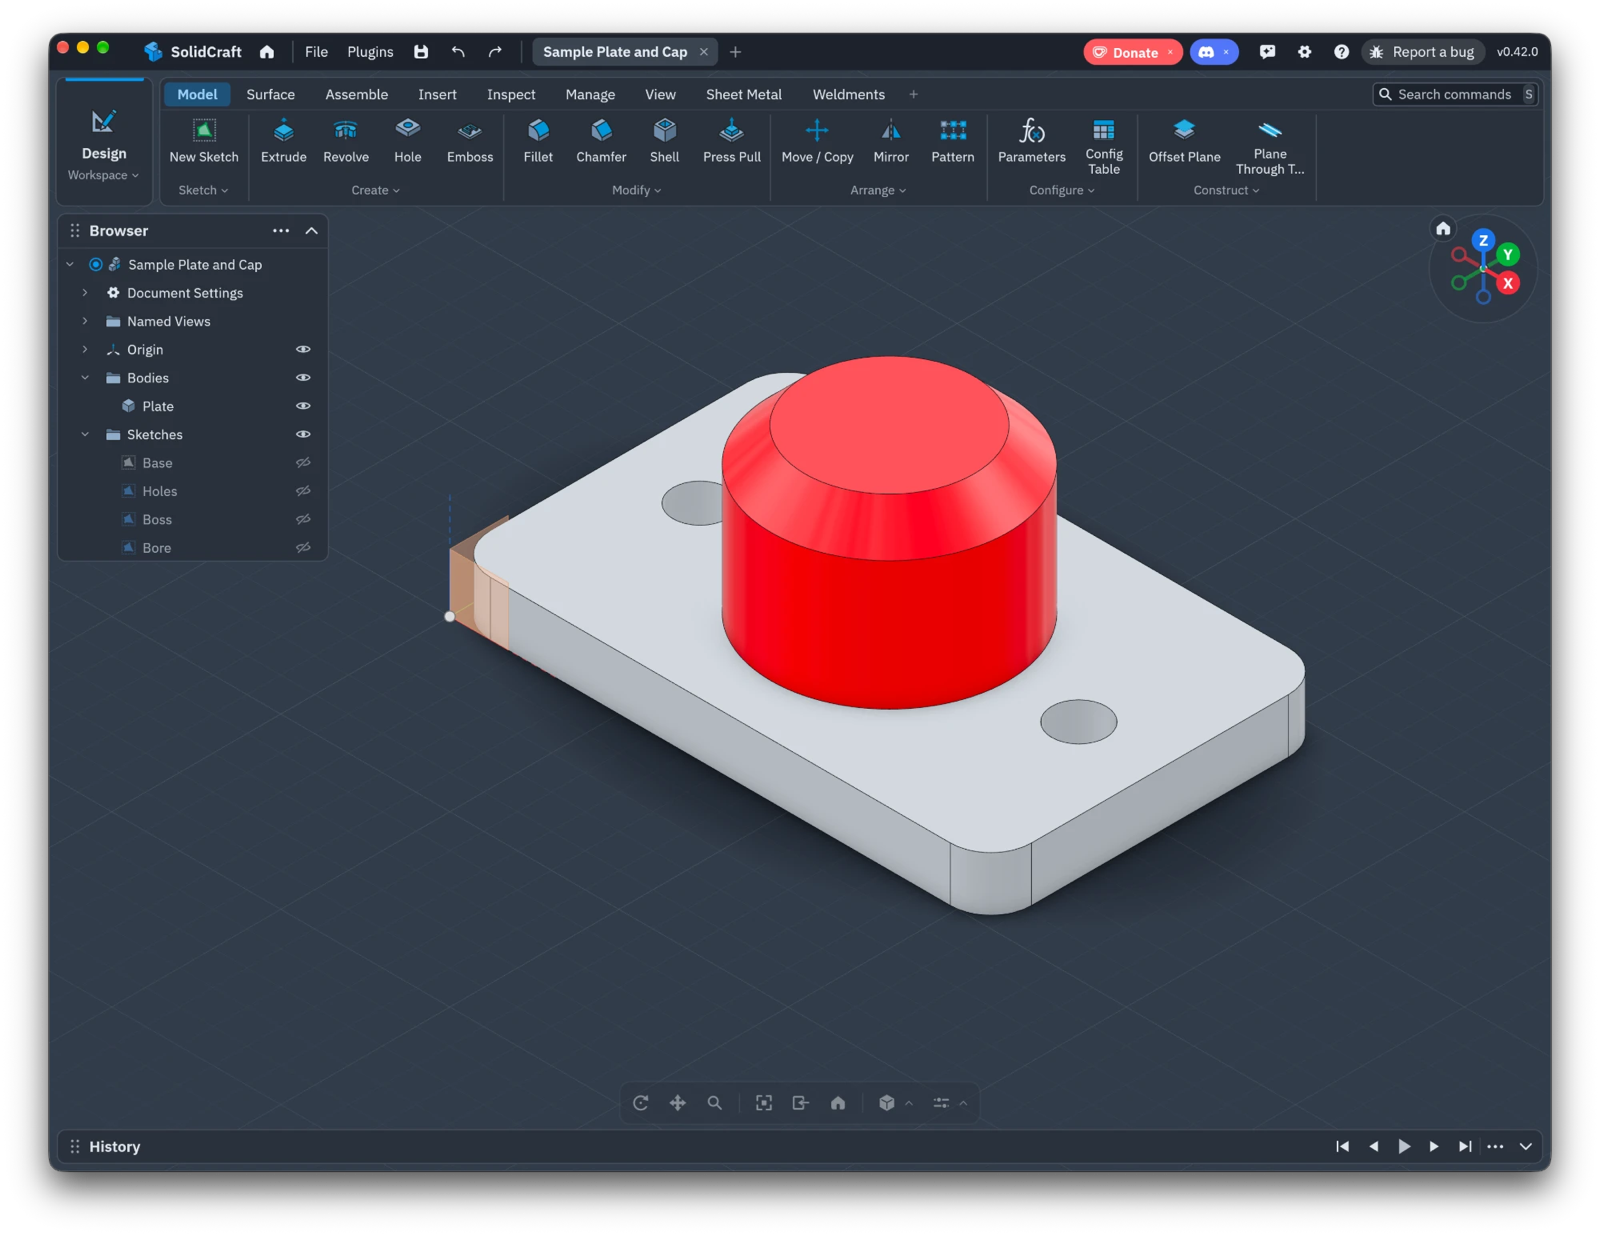 SolidCraft File Plugins Sample Plate and Cap Donate Report a bug v0.42.0
Model Surface Assemble Insert Inspect Manage View Sheet Metal Weldments Search commands S
Design
Workspace
New Sketch Extrude Revolve Hole Emboss Fillet Chamfer Shell Press Pull Move / Copy Mirror Pattern Parameters Config Table Offset Plane Plane Through T...
Sketch Create Modify Arrange Configure Construct
Browser
Sample Plate and Cap
Document Settings
Named Views
Origin
Bodies
Plate
Sketches
Base
Holes
Boss
Bore
Z
Y
X
History